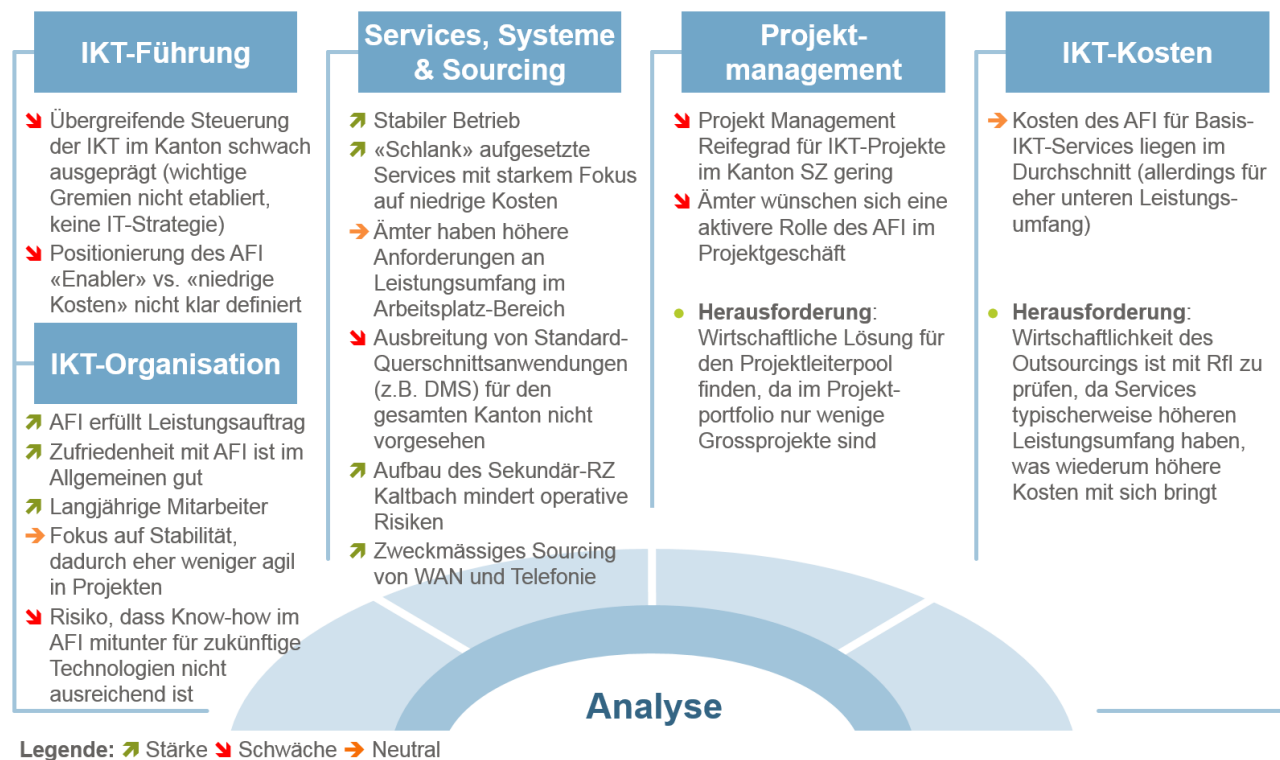 IKT-Führung
Übergreifende Steuerung
der IKT im Kanton schwach
ausgeprägt (wichtige
Gremien nicht etabliert,
keine IT-Strategie)
Positionierung des AFI
«Enabler» vs. «niedrige
Kosten» nicht klar definiert
IKT-Organisation
AFI erfüllt Leistungsauftrag
Zufriedenheit mit AFI ist im
Allgemeinen gut
Langjährige Mitarbeiter
Fokus auf Stabilität,
dadurch eher weniger agil
in Projekten
Risiko, dass Know-how im
AFI mitunter für zukünftige
Technologien nicht
ausreichend ist
Services, Systeme
& Sourcing
Stabiler Betrieb
«Schlank» aufgesetzte
Services mit starkem Fokus
auf niedrige Kosten
Ämter haben höhere
Anforderungen an
Leistungsumfang im
Arbeitsplatz-Bereich
Ausbreitung von Standard-
Querschnittsanwendungen
(z.B. DMS) für den
gesamten Kanton nicht
vorgesehen
Aufbau des Sekundär-RZ
Kaltbach mindert operative
Risiken
Zweckmässiges Sourcing
von WAN und Telefonie
Projekt-
management
Projekt Management
Reifegrad für IKT-Projekte
im Kanton SZ gering
Ämter wünschen sich eine
aktivere Rolle des AFI im
Projektgeschäft
Herausforderung:
Wirtschaftliche Lösung für
den Projektleiterpool
finden, da im Projekt-
portfolio nur wenige
Grossprojekte sind
IKT-Kosten
Kosten des AFI für Basis-
IKT-Services liegen im
Durchschnitt (allerdings für
eher unteren Leistungs-
umfang)
Herausforderung:
Wirtschaftlichkeit des
Outsourcings ist mit RfI zu
prüfen, da Services
typischerweise höheren
Leistungsumfang haben,
was wiederum höhere
Kosten mit sich bringt
Analyse
Legende: Stärke Schwäche Neutral